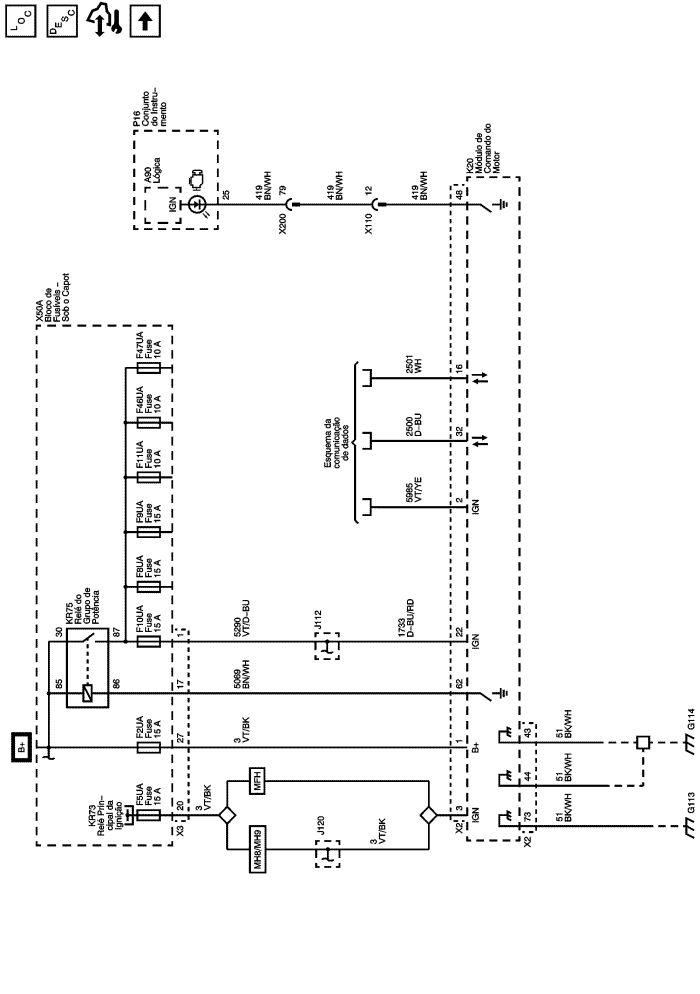 LOC
DESC
P16
Conjunto
do Instru-
mento
A90
Lógica
IGN
25
419
BN/WH
79
X200
419
BN/WH
12
X110
419
BN/WH
48
K20
Módulo de
Comando do
Motor
X50A
Bloco de
Fusíveis -
Sob o Capot
F47UA
Fuse
10 A
F46UA
Fuse
10 A
F11UA
Fuse
10 A
F9UA
Fuse
15 A
F8UA
Fuse
15 A
F10UA
Fuse
15 A
F2UA
Fuse
15 A
F5UA
Fuse
15 A
KR75
Relé do
Grupo de
Potência
30
87
85
86
B+
KR73
Relé Prin-
cipal da
Ignição
Esquema da
comunicação
de dados
2501
WH
16
2500
D-BU
32
5985
VT/YE
2
IGN
1
5290
VT/D-BU
J112
1733
D-BU/RD
22
IGN
17
5069
BN/WH
62
27
3
VT/BK
1
B+
20
X3
3
VT/BK
MFH
MH8/MH9
J120
3
VT/BK
3
X2
IGN
43
51
BK/WH
44
51
BK/WH
73
X2
51
BK/WH
G114
G113